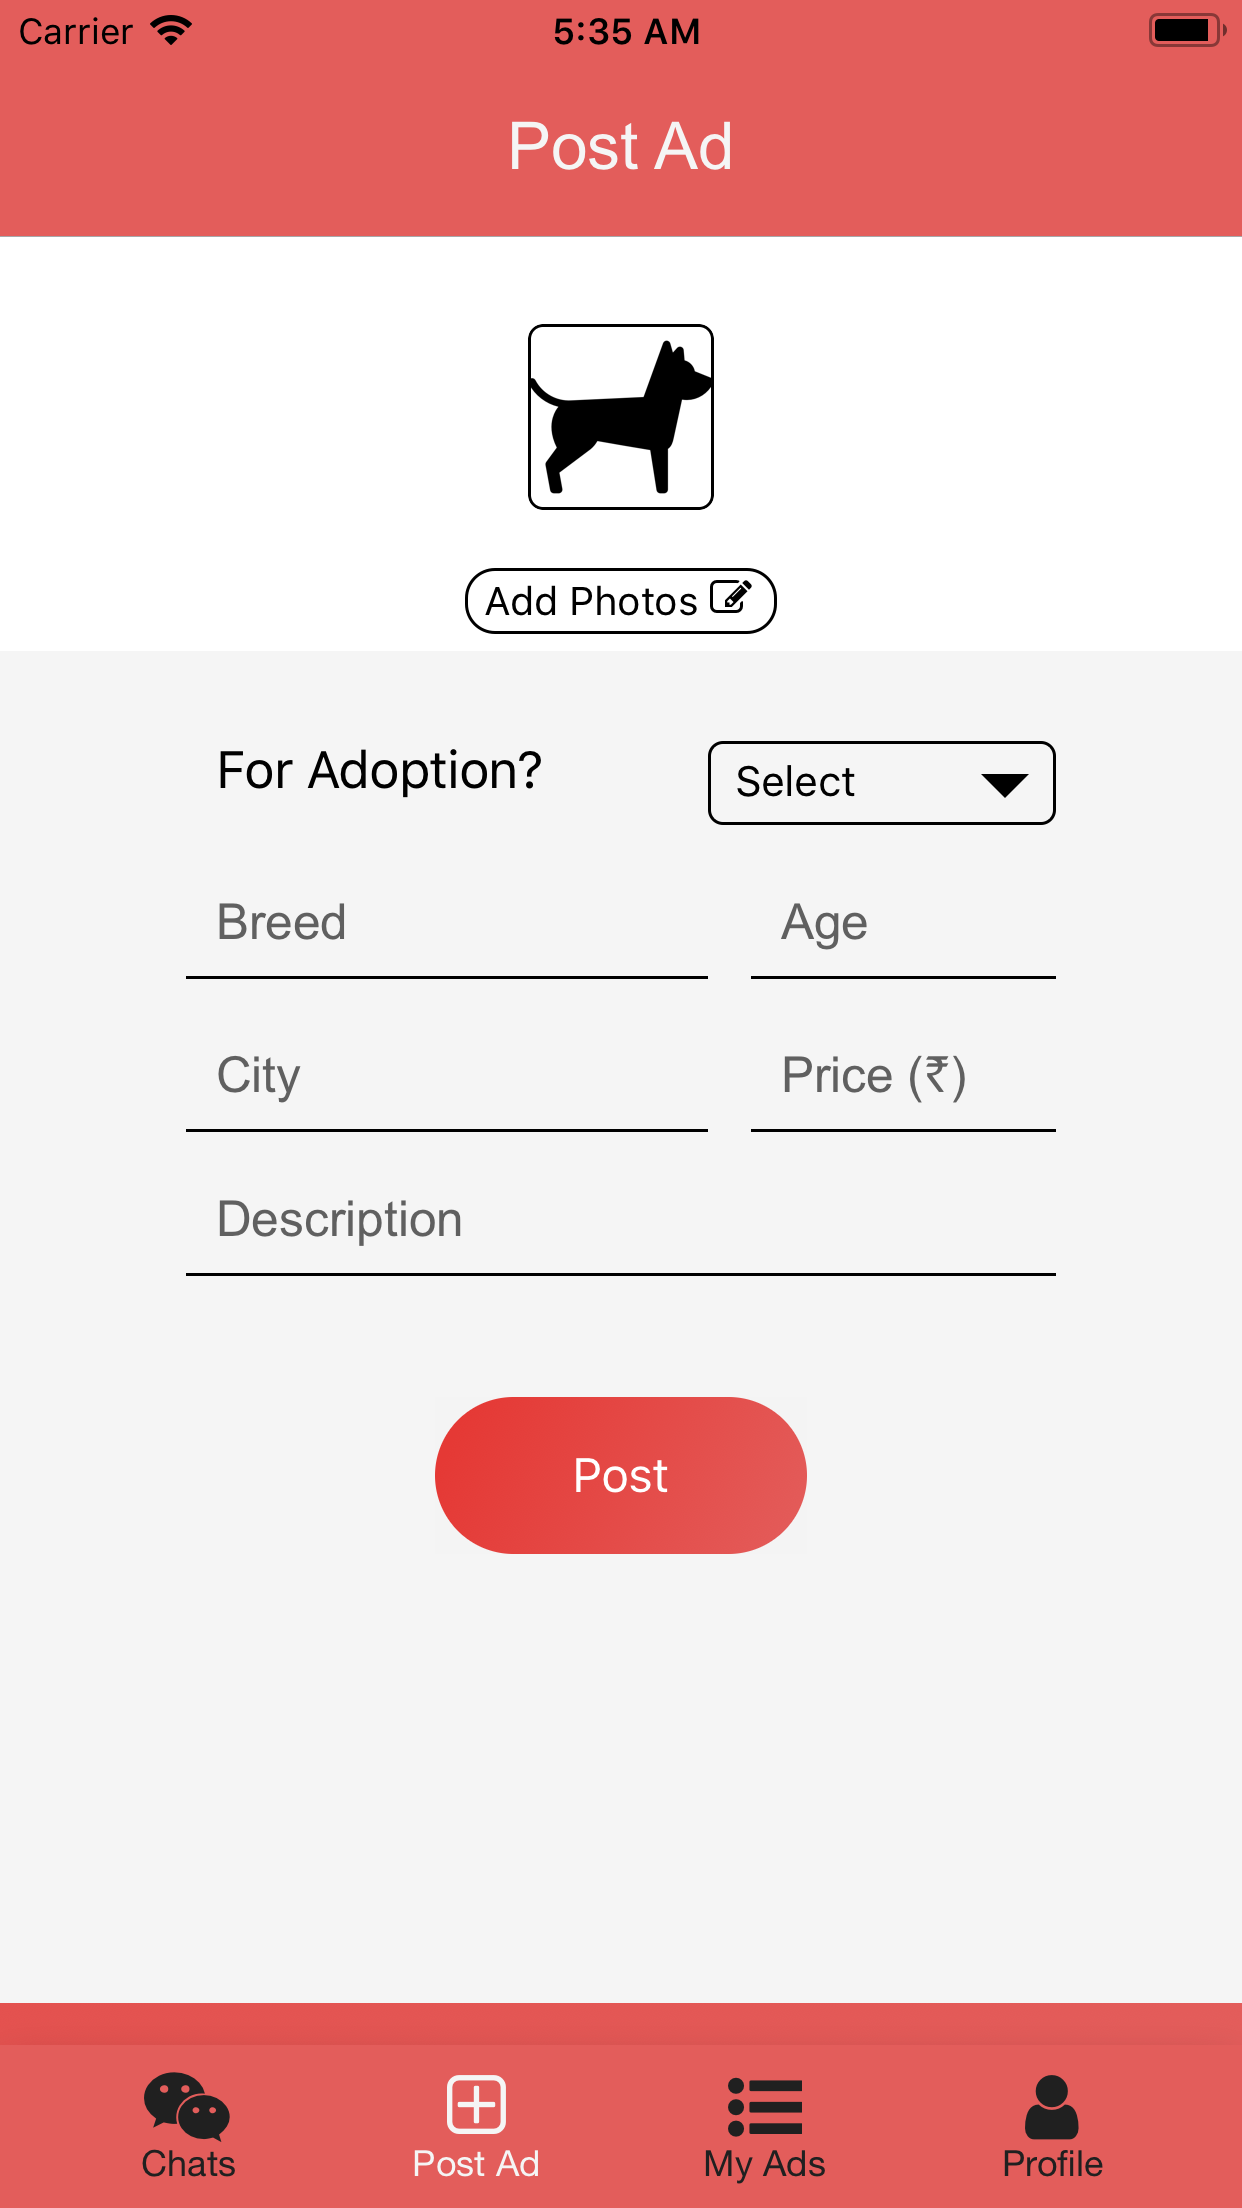 Carrier 5:35 AM
Post Ad
Add Photos
For Adoption? Select
Breed Age
City Price (₹)
Description
Post
Chats Post Ad My Ads Profile